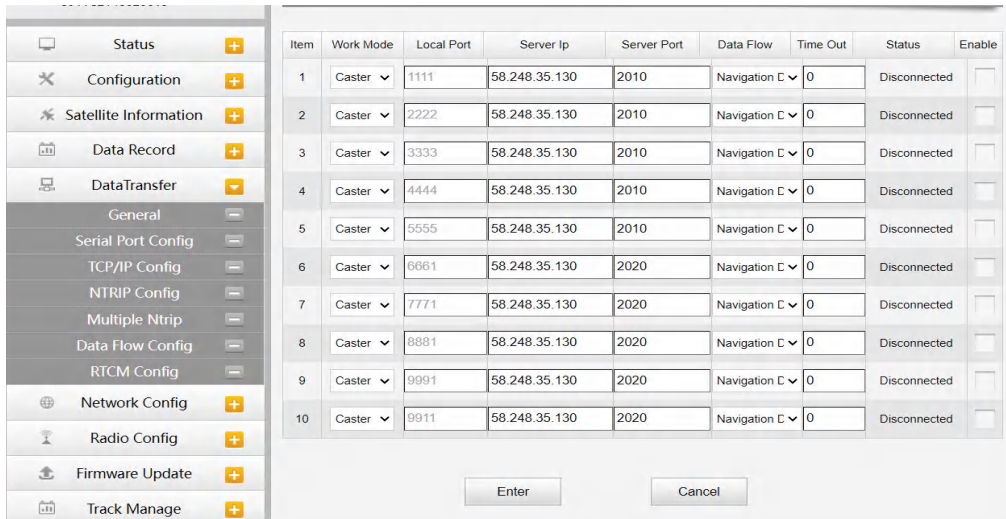 Status
Configuration
Satellite Information
Data Record
DataTransfer
General
Serial Port Config
TCP/IP Config
NTRIP Config
Multiple Ntrip
Data Flow Config
RTCM Config
Network Config
Radio Config
Firmware Update
Track Manage
Item Work Mode Local Port Server Ip Server Port Data Flow Time Out Status Enable
1 Caster 1111 58.248.35.130 2010 Navigation D 0 Disconnected
2 Caster 2222 58.248.35.130 2010 Navigation D 0 Disconnected
3 Caster 3333 58.248.35.130 2010 Navigation D 0 Disconnected
4 Caster 4444 58.248.35.130 2010 Navigation D 0 Disconnected
5 Caster 5555 58.248.35.130 2010 Navigation D 0 Disconnected
6 Caster 6661 58.248.35.130 2020 Navigation D 0 Disconnected
7 Caster 7771 58.248.35.130 2020 Navigation D 0 Disconnected
8 Caster 8881 58.248.35.130 2020 Navigation D 0 Disconnected
9 Caster 9991 58.248.35.130 2020 Navigation D 0 Disconnected
10 Caster 9911 58.248.35.130 2020 Navigation D 0 Disconnected
Enter Cancel